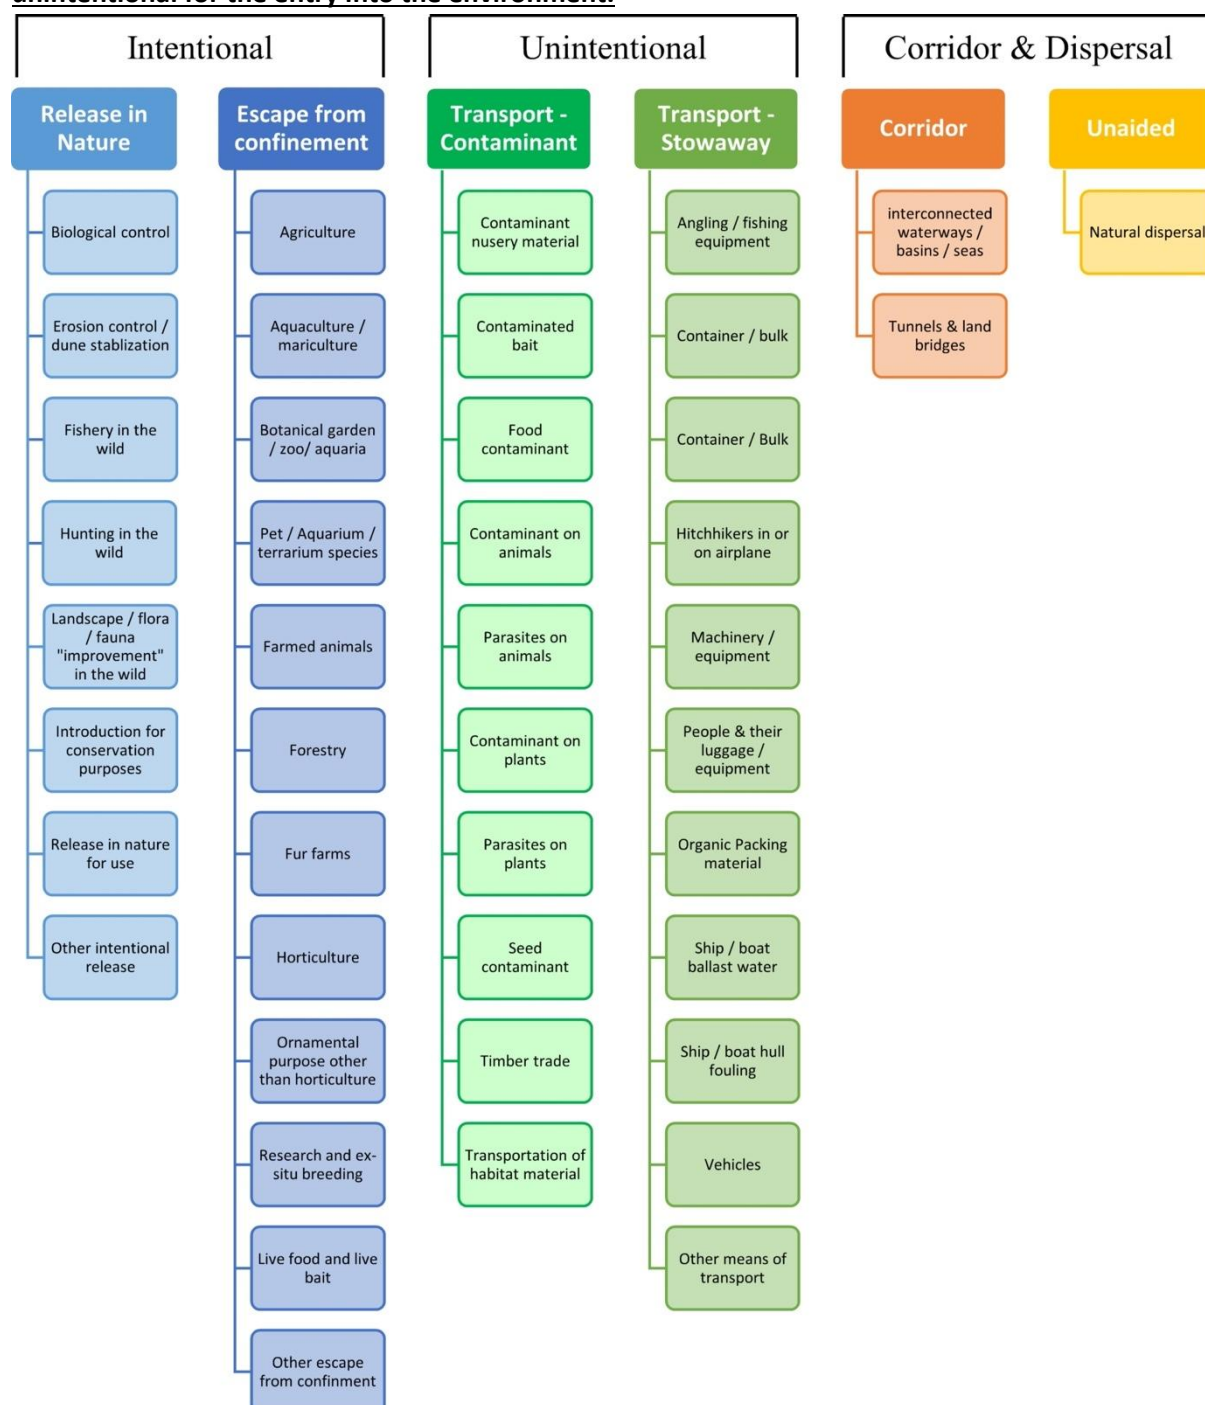 unintentional for the entry into the environment.
Intentional
Unintentional
Corridor & Dispersal
Release in
Nature
Biological control
Erosion control /
dune stablization
Fishery in the
wild
Hunting in the
wild
Landscape / flora
/ fauna
"improvement"
in the wild
Introduction for
conservation
purposes
Release in nature
for use
Other intentional
release
Escape from
confinement
Agriculture
Aquaculture /
mariculture
Botanical garden
/ zoo/ aquaria
Pet / Aquarium /
terrarium species
Farmed animals
Forestry
Fur farms
Horticulture
Ornamental
purpose other
than horticulture
Research and ex-
situ breeding
Live food and live
bait
Other escape
from confinment
Transport -
Contaminant
Contaminant
nusery material
Contaminated
bait
Food
contaminant
Contaminant on
animals
Parasites on
animals
Contaminant on
plants
Parasites on
plants
Seed
contaminant
Timber trade
Transportation of
habitat material
Transport -
Stowaway
Angling / fishing
equipment
Container / bulk
Container / Bulk
Hitchhikers in or
on airplane
Machinery /
equipment
People & their
luggage /
equipment
Organic Packing
material
Ship / boat
ballast water
Ship / boat hull
fouling
Vehicles
Other means of
transport
Corridor
interconnected
waterways /
basins / seas
Tunnels & land
bridges
Unaided
Natural dispersal